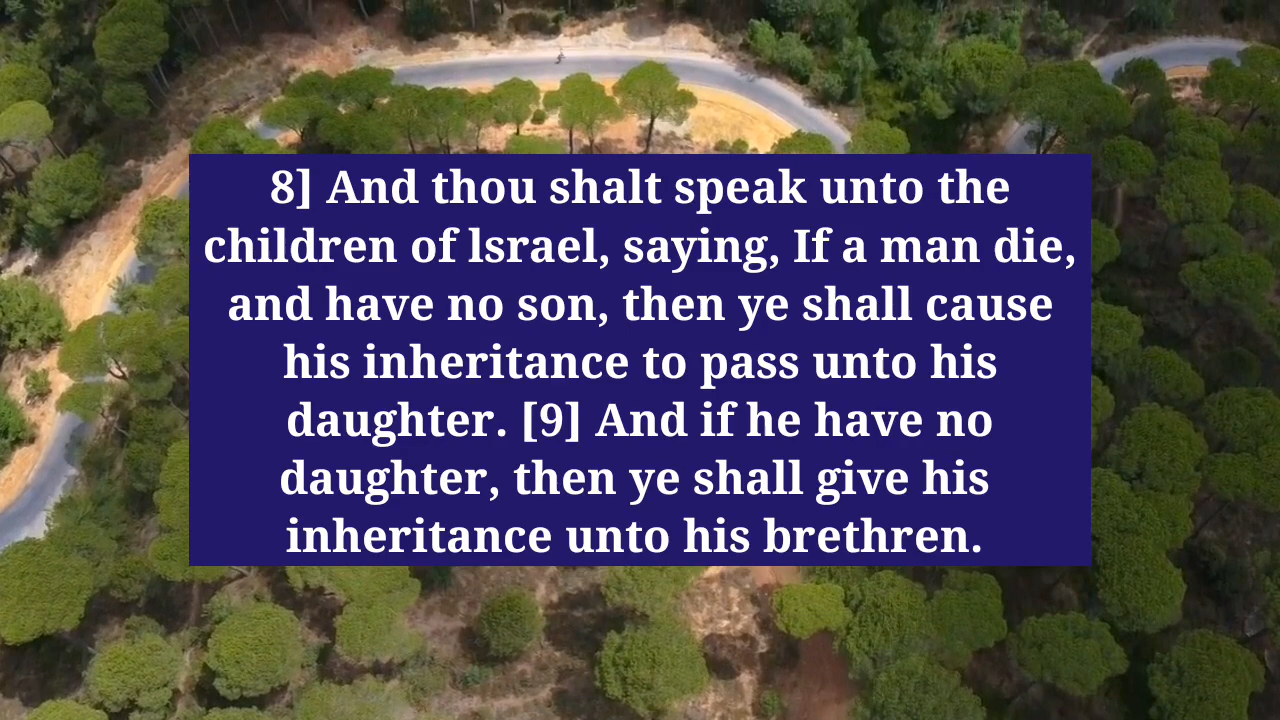 8] And thou shalt speak unto the
children of lsrael, saying, If a man die,
and have no son, then ye shall cause
his inheritance to pass unto his
daughter. [9] And if he have no
daughter, then ye shall give his
inheritance unto his brethren.